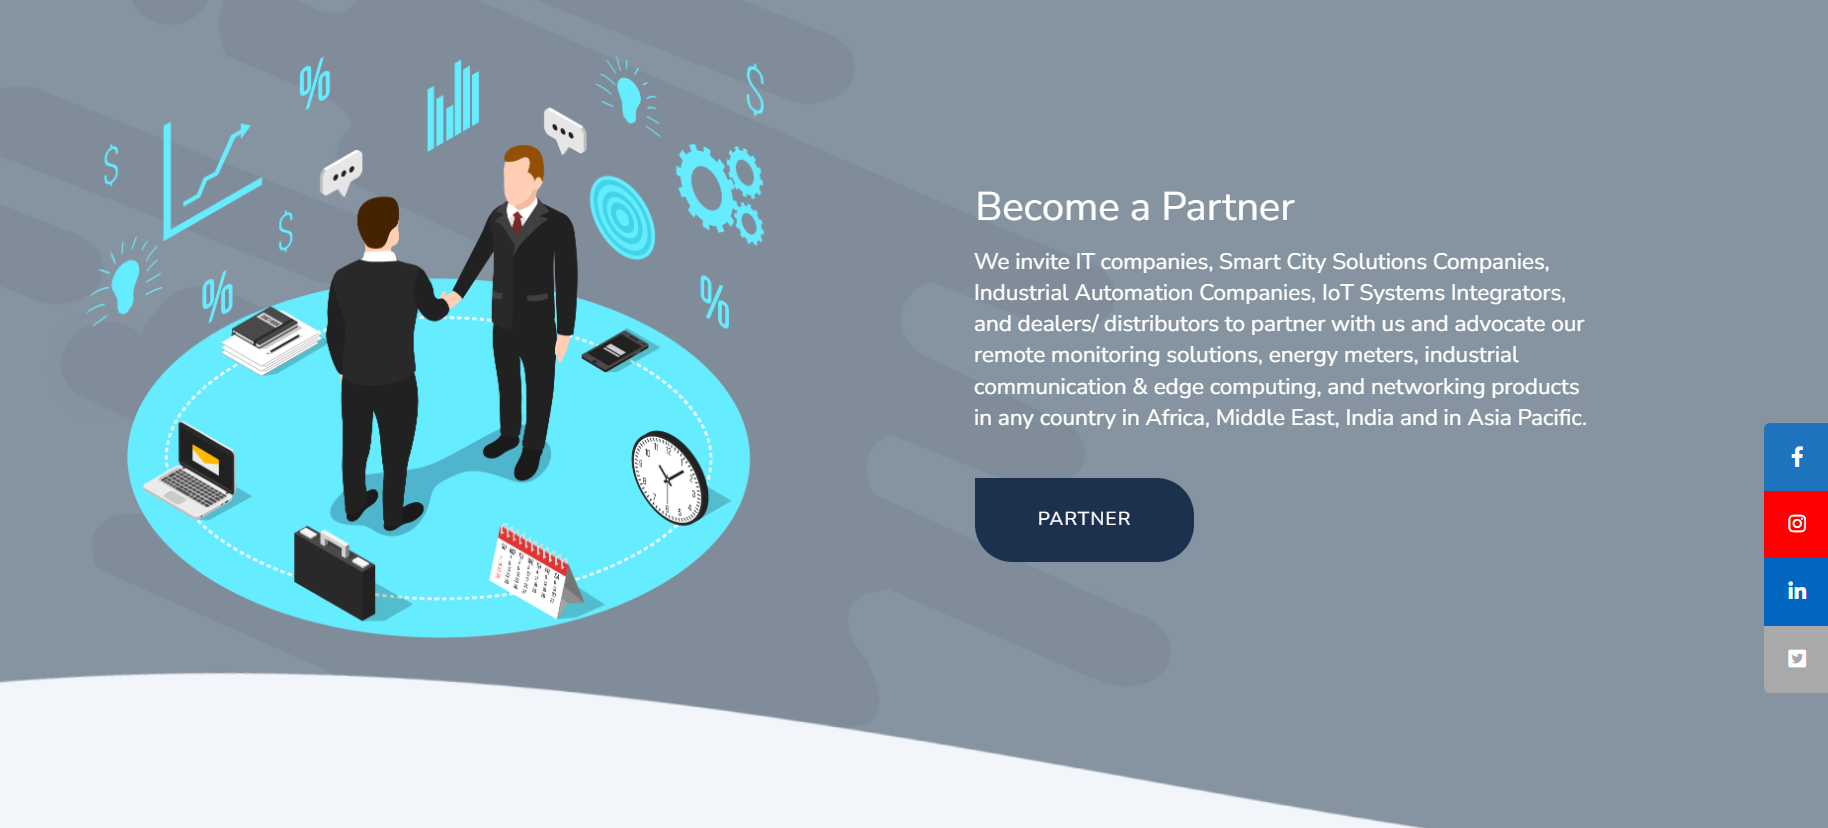 Become a Partner
We invite IT companies, Smart City Solutions Companies,
Industrial Automation Companies, IoT Systems Integrators,
and dealers/ distributors to partner with us and advocate our
remote monitoring solutions, energy meters, industrial
communication & edge computing, and networking products
in any country in Africa, Middle East, India and in Asia Pacific.
PARTNER